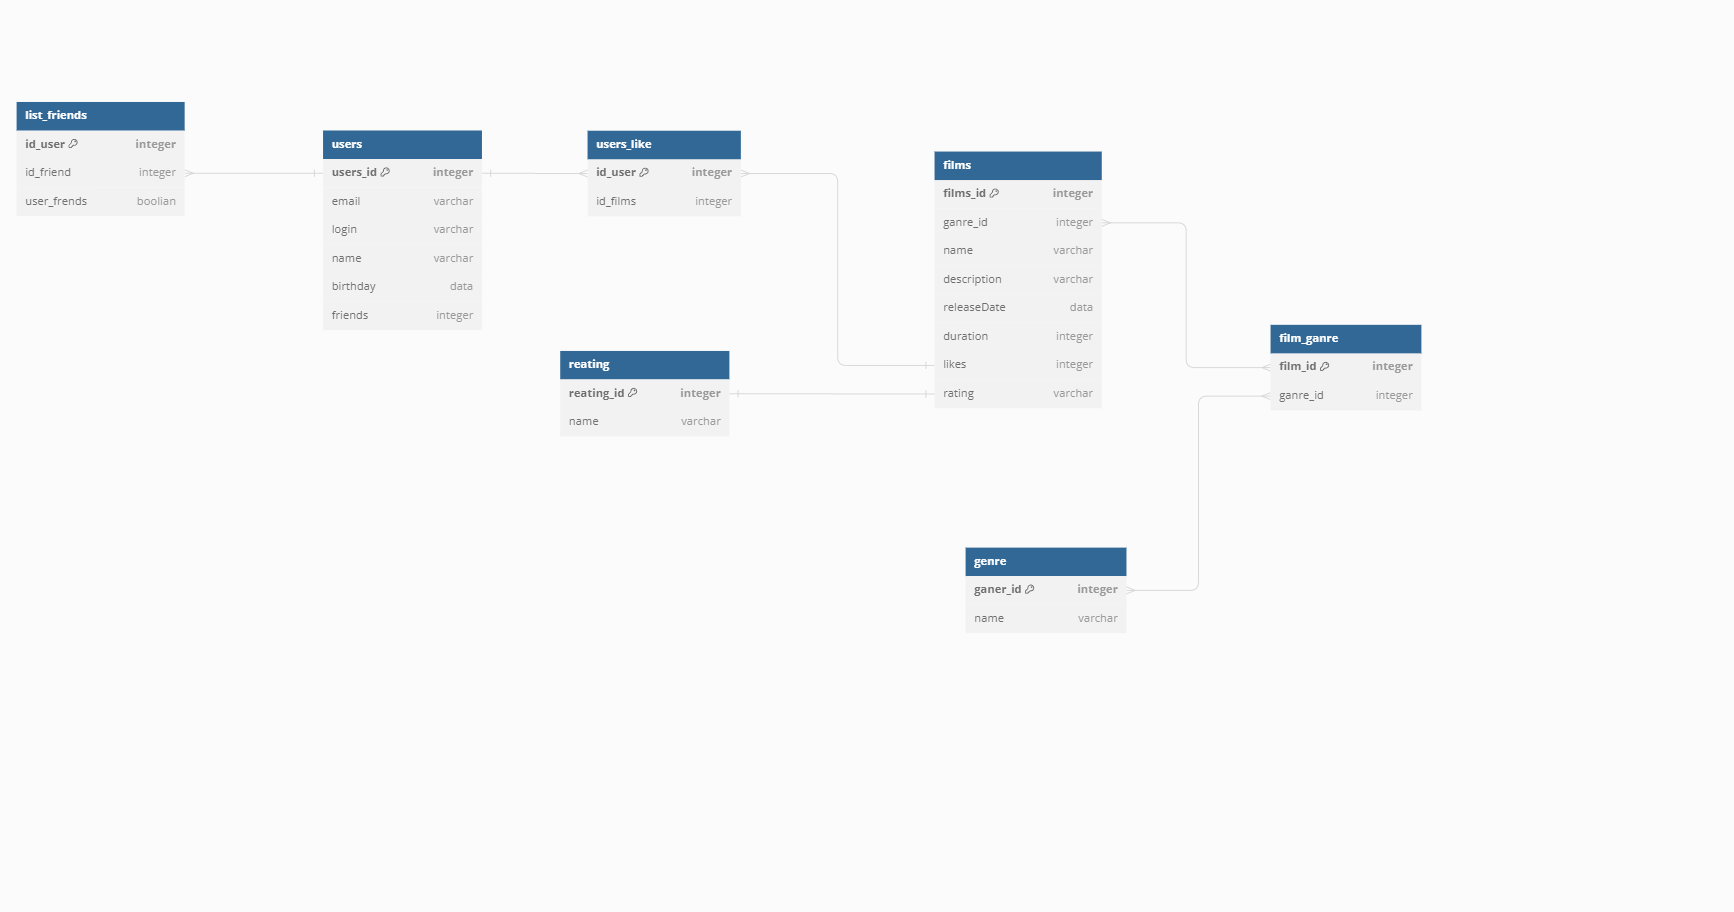 list_friends
id_user integer
id_friend integer
user_frends boolian
users
users_id integer
email varchar
login varchar
name varchar
birthday data
friends integer
users_like
id_user integer
id_films integer
films
films_id integer
ganre_id integer
name varchar
description varchar
releaseDate data
duration integer
likes integer
rating varchar
reating
reating_id integer
name varchar
film_ganre
film_id integer
ganre_id integer
genre
ganer_id integer
name varchar